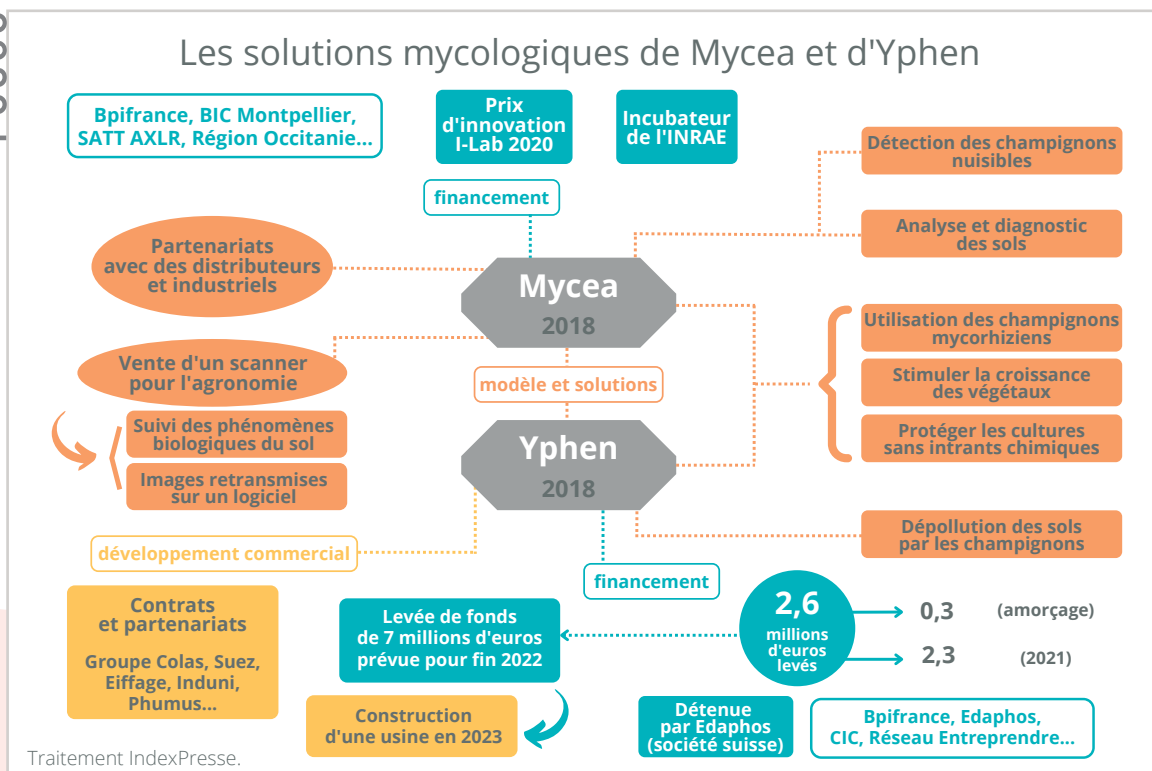 Les solutions mycologiques de Mycea et d'Yphen
Bpifrance, BIC Montpellier,
SATT AXLR, Région Occitanie...
Prix
d'innovation
I-Lab 2020
Incubateur
de l'INRAE
financement
Détection des champignons
nuisibles
Analyse et diagnostic
des sols
Partenariats
avec des distributeurs
et industriels
Mycea
2018
Vente d'un scanner
pour l'agronomie
Suivi des phénomènes
biologiques du sol
Images retransmises
sur un logiciel
modèle et solutions
Utilisation des champignons
mycorhiziens
Stimuler la croissance
des végétaux
Protéger les cultures
sans intrants chimiques
Yphen
2018
Dépollution des sols
par les champignons
développement commercial
financement
Contrats
et partenariats
Groupe Colas, Suez,
Eiffage, Induni,
Phumus...
Levée de fonds
de 7 millions d'euros
prévue pour fin 2022
2,6
millions
d'euros
levés
0,3 (amorçage)
2,3 (2021)
Construction
d'une usine en 2023
Détenue
par Edaphos
(société suisse)
Bpifrance, Edaphos,
CIC, Réseau Entreprendre...
Traitement IndexPresse.